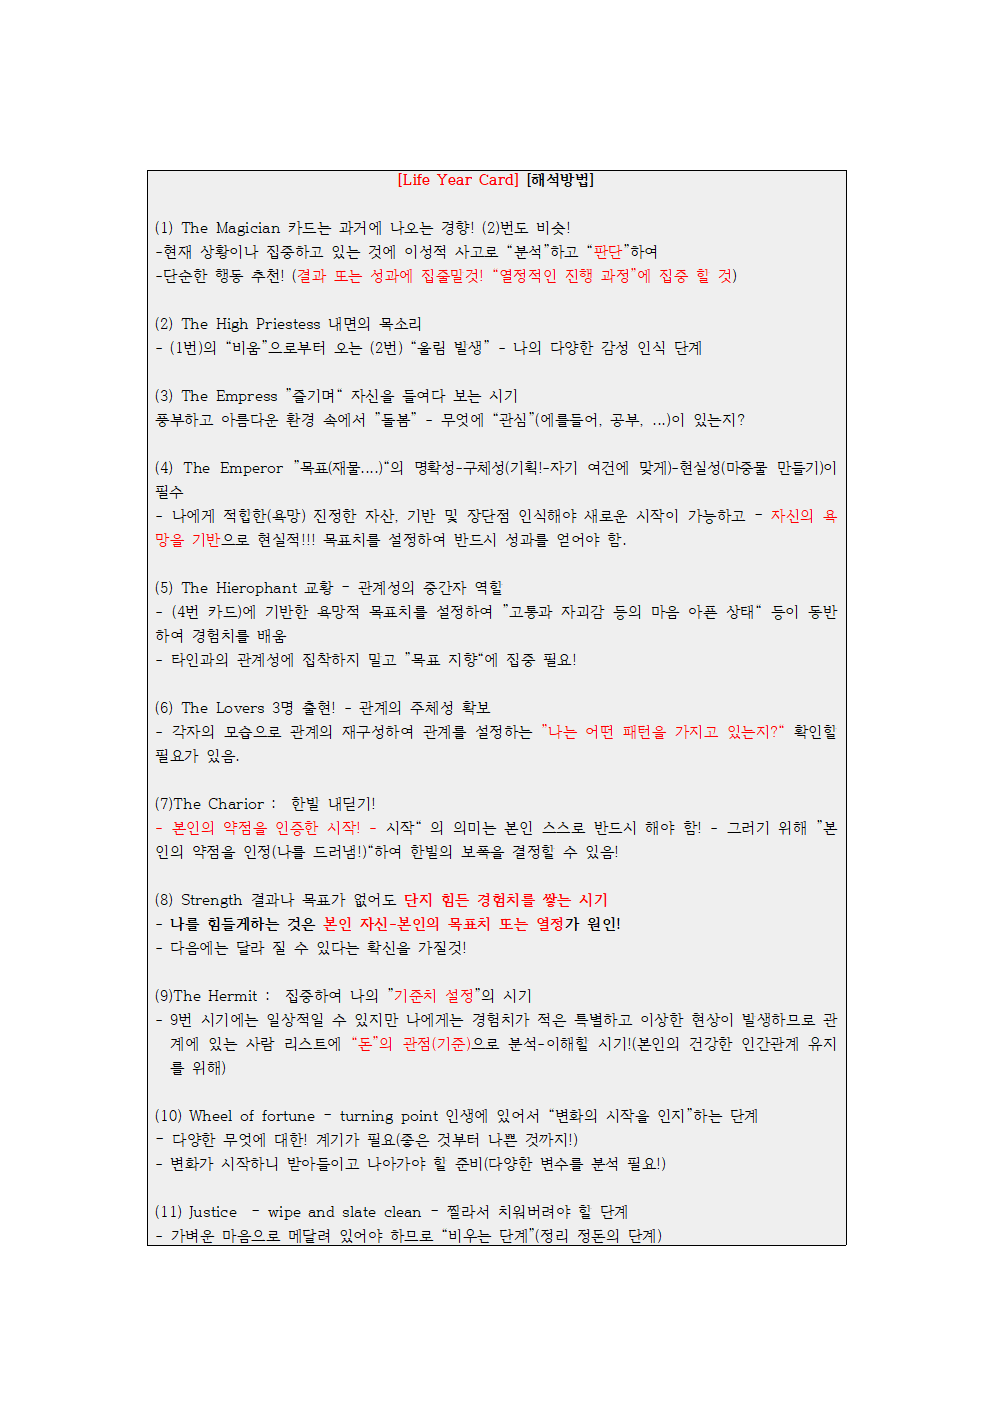 [Life Year Card] [해석방법]
(1) The Magician 카드는 과거에 나오는 경향! (2)번도 비슷!
-현재 상황이나 집중하고 있는 것에 이성적 사고로 “분석”하고 “판단”하여
-단순한 행동 추천! (결과 또는 성과에 집줄말것! “열정적인 진행 과정”에 집중 할 것)
(2) The High Priestess 내면의 목소리
- (1번)의 “비움”으로부터 오는 (2번) “울림 발생” - 나의 다양한 감성 인식 단계
(3) The Empress ”즐기며“ 자신을 들여다 보는 시기
풍부하고 아름다운 환경 속에서 ”돌봄” - 무엇에 “관심”(예를들어, 공부, ...)이 있는지?
(4) The Emperor ”목표(재물....)“의 명확성-구체성(기획!-자기 여건에 맞게)-현실성(마중물 만들기)이
필수
- 나에게 적합한(욕망) 진정한 자산, 기반 및 장단점 인식해야 새로운 시작이 가능하고 - 자신의 욕
망을 기반으로 현실적!!! 목표치를 설정하여 반드시 성과를 얻어야 함.
(5) The Hierophant 교황 - 관계성의 중간자 역할
- (4번 카드)에 기반한 욕망적 목표치를 설정하여 ”고통과 자괴감 등의 마음 아픈 상태“ 등이 동반
하여 경험치를 배움
- 타인과의 관계성에 집착하지 말고 ”목표 지향“에 집중 필요!
(6) The Lovers 3명 출현! - 관계의 주체성 확보
- 각자의 모습으로 관계의 재구성하여 관계를 설정하는 ”나는 어떤 패턴을 가지고 있는지?“ 확인할
필요가 있음.
(7)The Charior : 한발 내딛기!
- 본인의 약점을 인증한 시작! - 시작“ 의 의미는 본인 스스로 반드시 해야 함! - 그러기 위해 ”본
인의 약점을 인정(나를 드러냄!)“하여 한발의 보폭을 결정할 수 있음!
(8) Strength 결과나 목표가 없어도 단지 힘든 경험치를 쌓는 시기
- 나를 힘들게하는 것은 본인 자신-본인의 목표치 또는 열정가 원인!
- 다음에는 달라 질 수 있다는 확신을 가질것!
(9)The Hermit : 집중하여 나의 ”기준치 설정”의 시기
- 9번 시기에는 일상적일 수 있지만 나에게는 경험치가 적은 특별하고 이상한 현상이 발생하므로 관
계에 있는 사람 리스트에 “돈”의 관점(기준)으로 분석-이해할 시기!(본인의 건강한 인간관계 유지
를 위해)
(10) Wheel of fortune - turning point 인생에 있어서 “변화의 시작을 인지”하는 단계
- 다양한 무엇에 대한! 계기가 필요(좋은 것부터 나쁜 것까지!)
- 변화가 시작하니 받아들이고 나아가야 할 준비(다양한 변수를 분석 필요!)
(11) Justice - wipe and slate clean - 찔라서 치워버려야 할 단계
- 가벼운 마음으로 메달려 있어야 하므로 “비우는 단계”(정리 정돈의 단계)